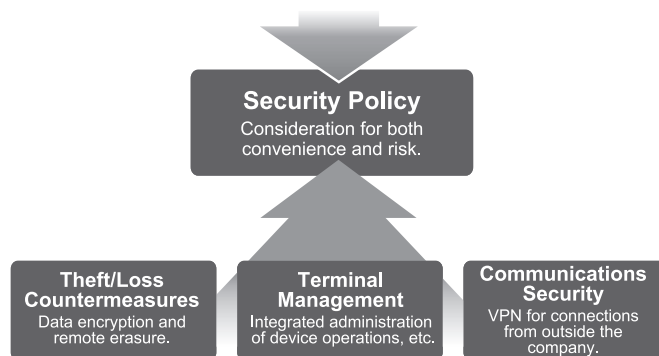 Security Policy
Consideration for both
convenience and risk.
Theft/Loss
Countermeasures
Data encryption and
remote erasure.
Terminal
Management
Integrated administration
of device operations, etc.
Communications
Security
VPN for connections
from outside the
company.